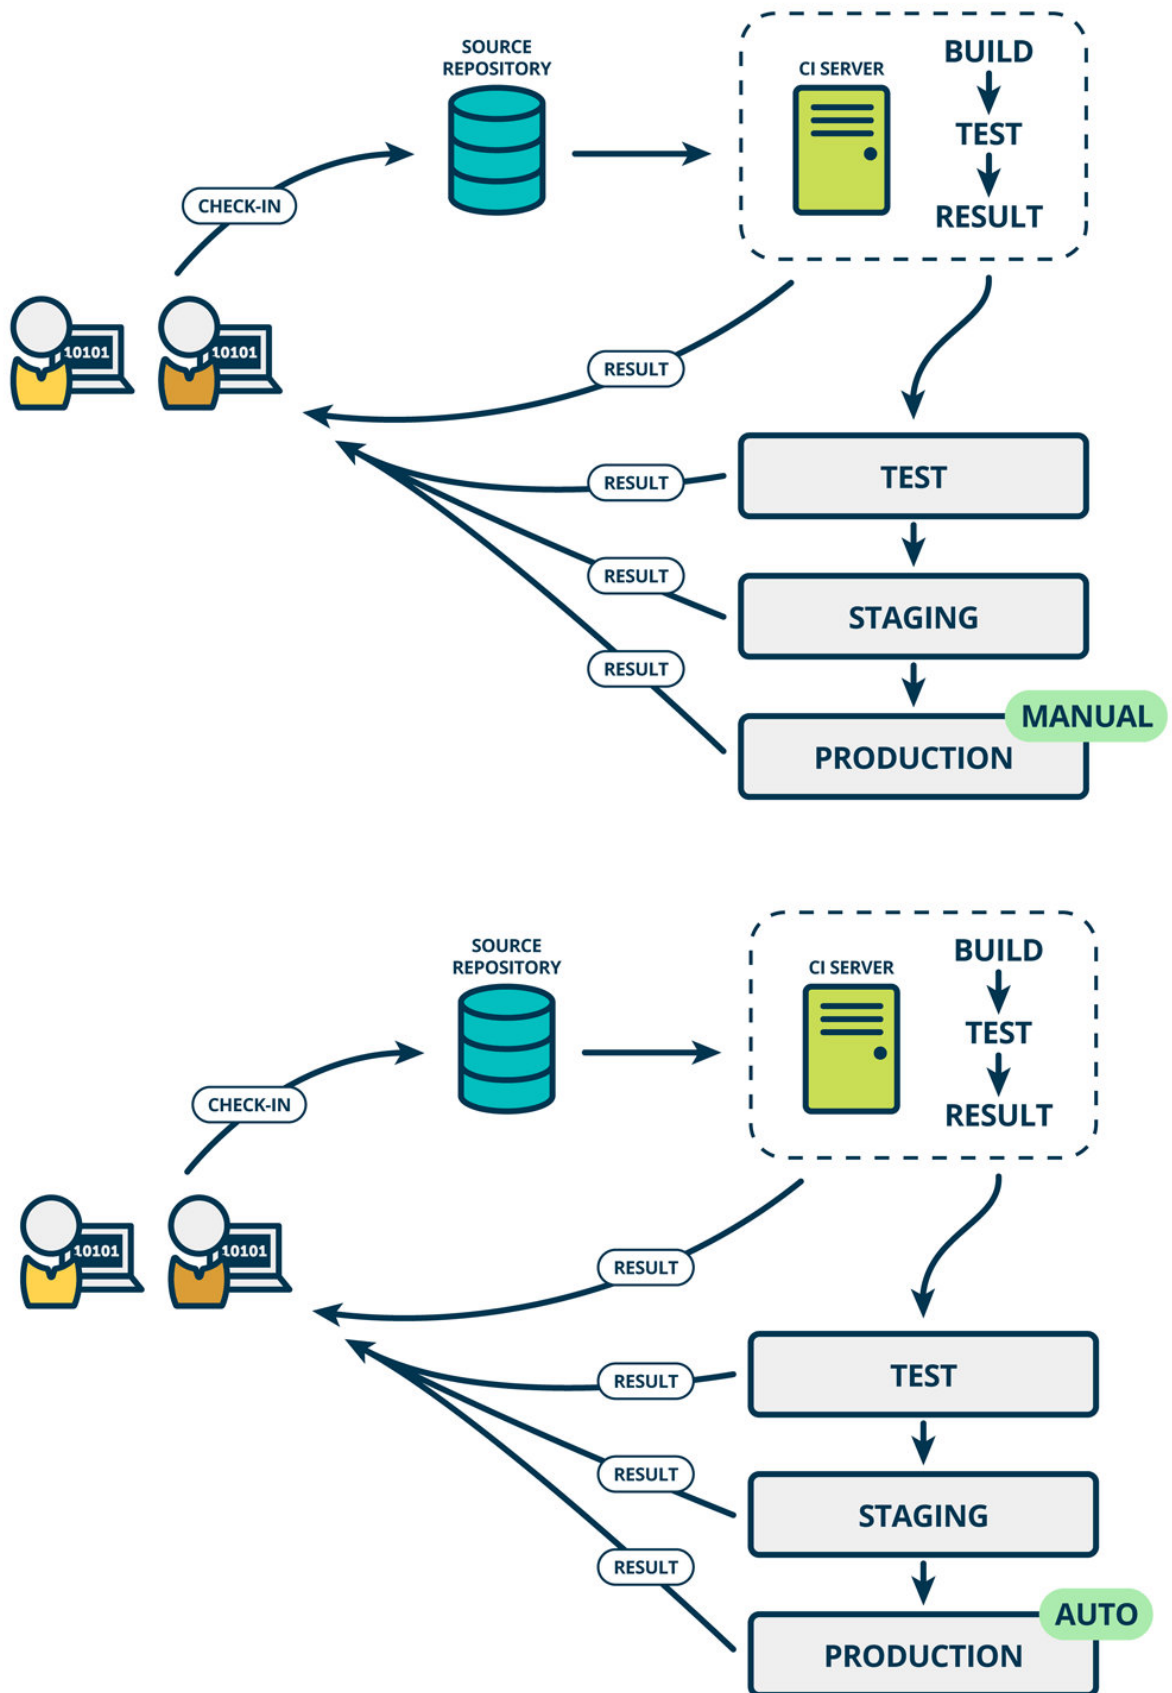 SOURCE
REPOSITORY
CI SERVER
BUILD
TEST
RESULT
CHECK-IN
10101
10101
RESULT
RESULT
TEST
RESULT
STAGING
RESULT
MANUAL
PRODUCTION
SOURCE
REPOSITORY
CI SERVER
BUILD
TEST
RESULT
CHECK-IN
10101
10101
RESULT
RESULT
TEST
RESULT
STAGING
RESULT
AUTO
PRODUCTION